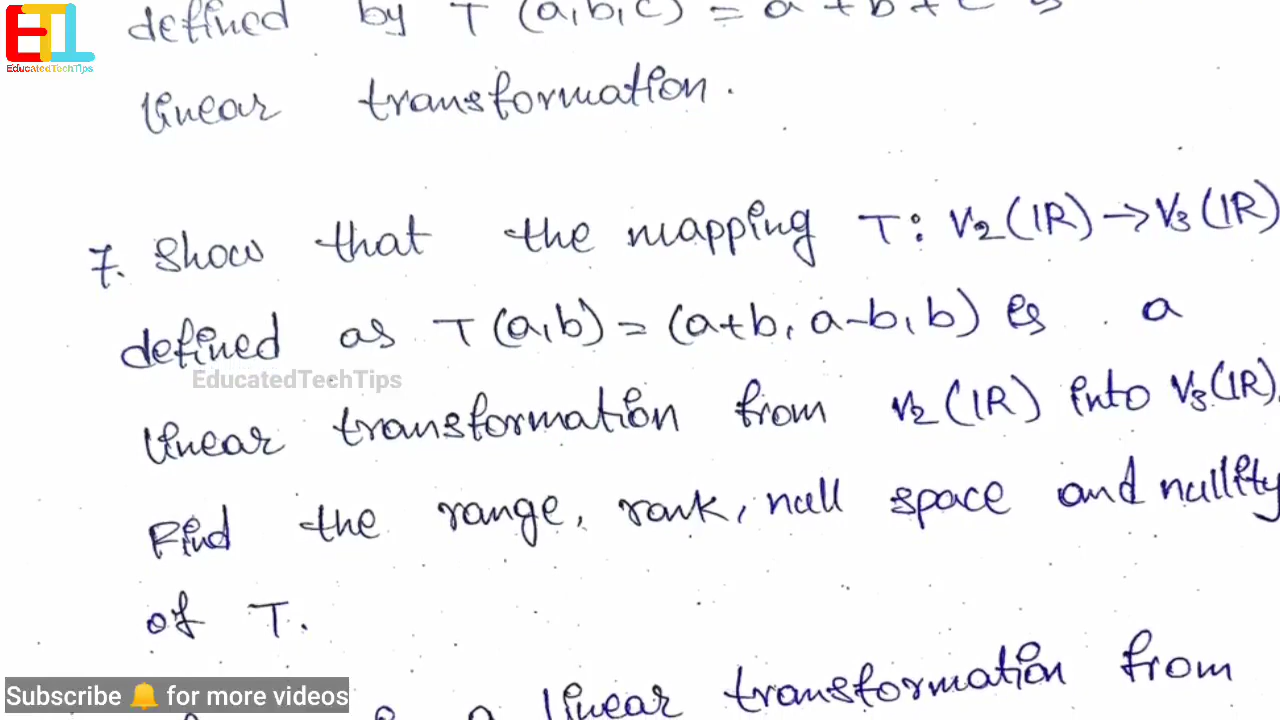 ETL
EducatedTechTips
defined by T (a,b,c) = a + b + c is
linear transformation.
7. Show that the mapping T: V2(IR) → V3(IR)
defined as T(a,b) = (a+b, a-b, b) is a
EducatedTechTips
linear transformation from V2(IR) into V3(IR).
Find the range, rank, null space and nullity
of T.
a linear transformation from
Subscribe 🔔 for more videos